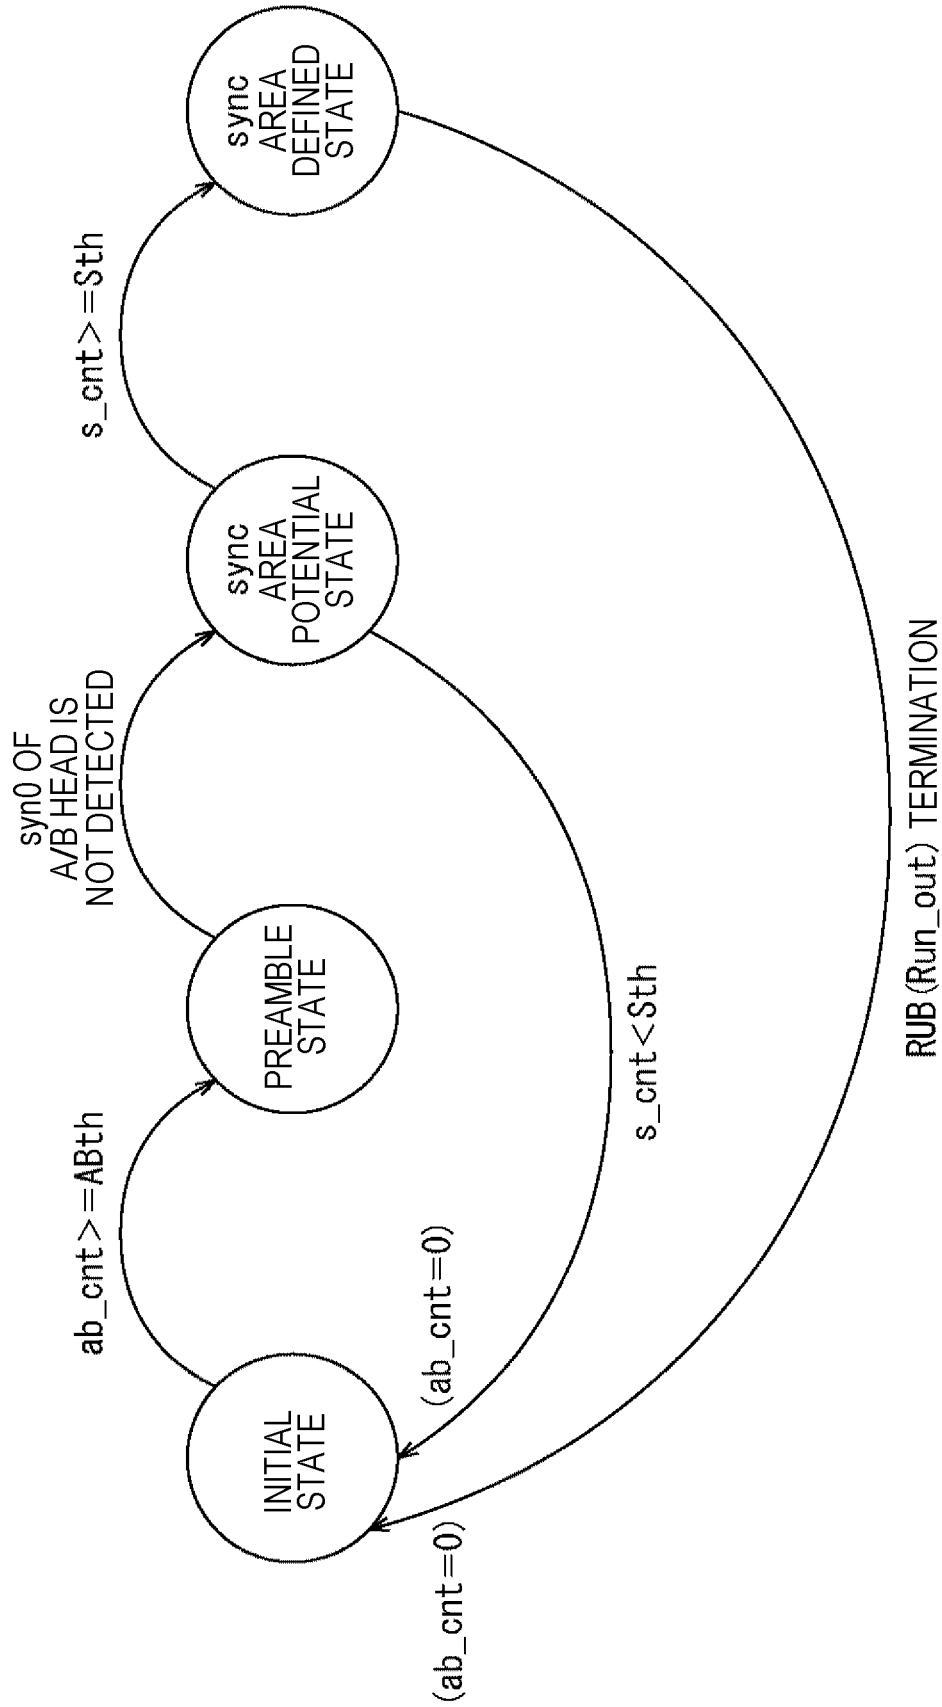 ab_cnt>=ABth
syn0 OF
A/B HEAD IS
NOT DETECTED
s_cnt>=Sth
INITIAL
STATE
PREAMBLE
STATE
sync
AREA
POTENTIAL
STATE
sync
AREA
DEFINED
STATE
(ab_cnt=0)
(ab_cnt=0)
s_cnt<Sth
RUB(Run_out) TERMINATION